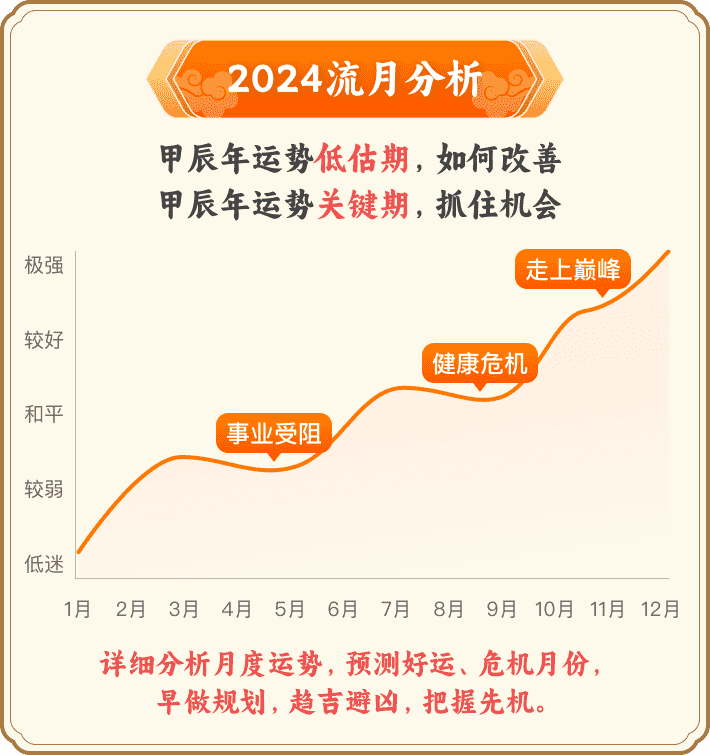 2024流月分析
甲辰年运势低估期，如何改善
甲辰年运势关键期，抓住机会
极强
走上巅峰
较好
健康危机
和平
事业受阻
较弱
低迷
1月 2月 3月 4月 5月 6月 7月 8月 9月 10月 11月 12月
详细分析月度运势，预测好运、危机月份，
早做规划，趋吉避凶，把握先机。